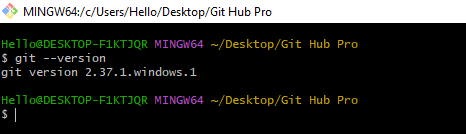 MINGW64:/c/Users/Hello/Desktop/Git Hub Pro
Hello@DESKTOP-F1KTJQR MINGW64 ~/Desktop/Git Hub Pro
$ git --version
git version 2.37.1.windows.1
Hello@DESKTOP-F1KTJQR MINGW64 ~/Desktop/Git Hub Pro
$